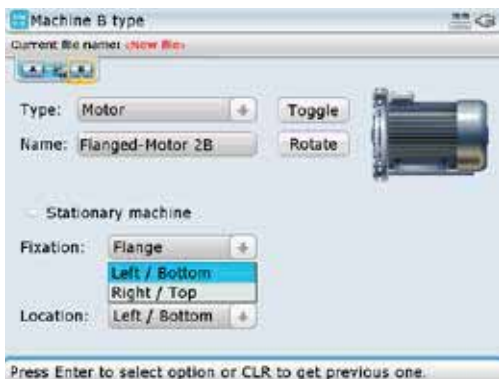 Machine B type
Current file name: <New file>
A B
Type: Motor Toggle
Name: Flanged-Motor 2B Rotate
Stationary machine
Fixation: Flange
Left / Bottom
Right / Top
Location: Left / Bottom
Press Enter to select option or CLR to get previous one.